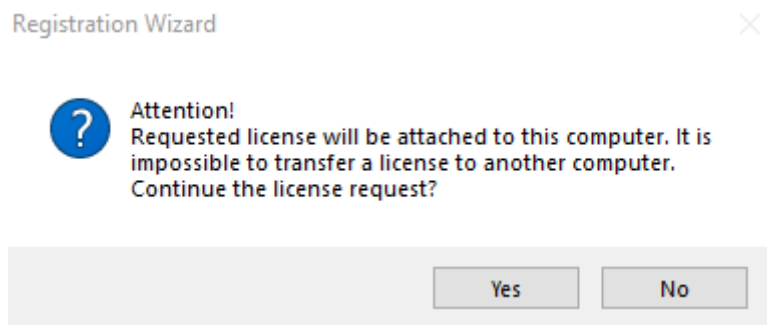 Registration Wizard
Attention!
Requested license will be attached to this computer. It is
impossible to transfer a license to another computer.
Continue the license request?
Yes No